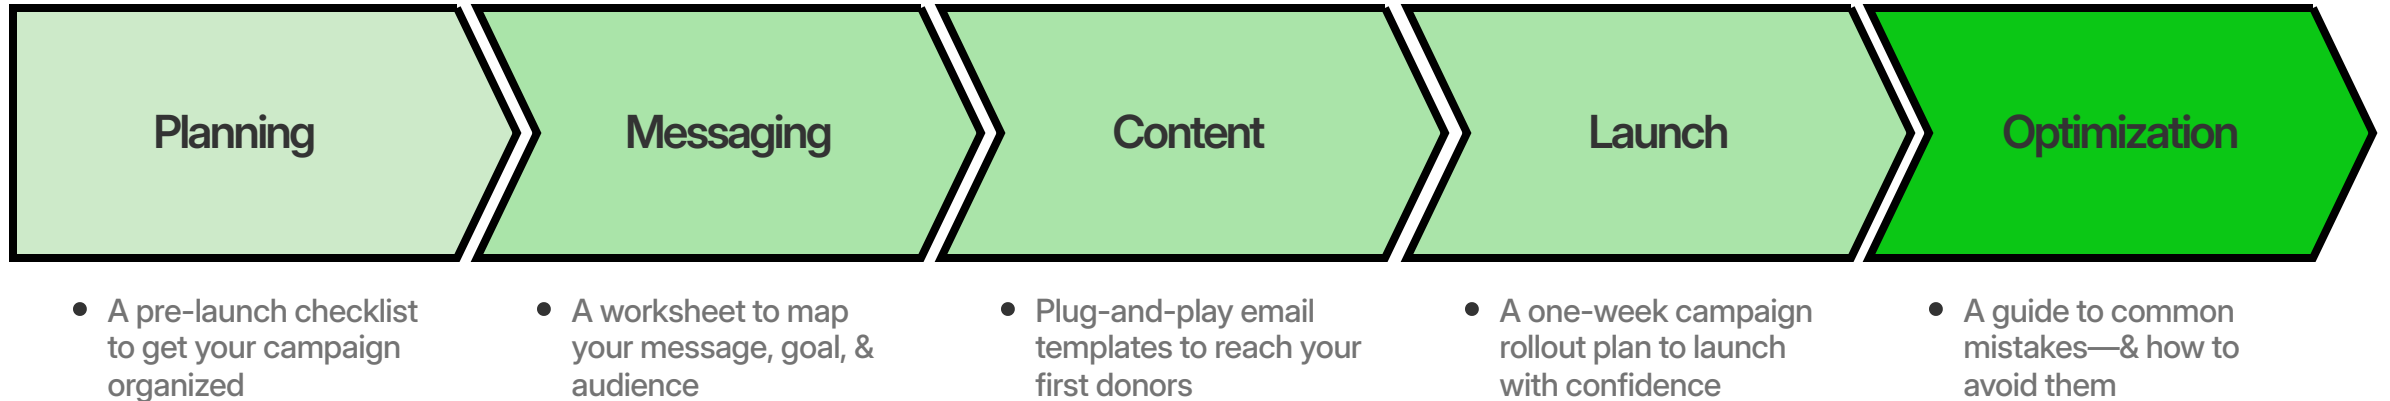 Planning
Messaging
Content
Launch
Optimization
A pre-launch checklist
to get your campaign
organized
A worksheet to map
your message, goal, &
audience
Plug-and-play email
templates to reach your
first donors
A one-week campaign
rollout plan to launch
with confidence
A guide to common
mistakes—& how to
avoid them